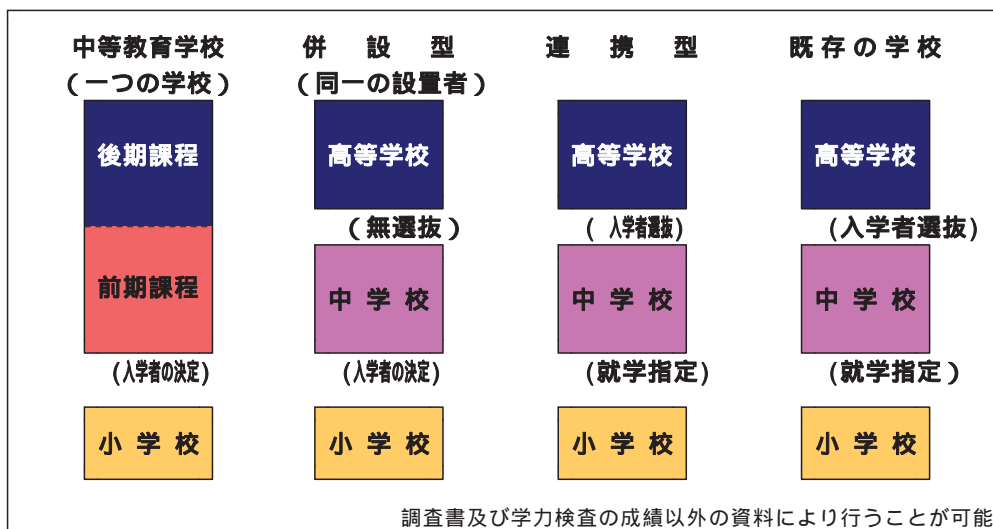 中等教育学校 併設型 連携型 既存の学校
(一つの学校) (同一の設置者)
後期課程 高等学校 高等学校 高等学校
(無選抜) (入学者選抜) (入学者選抜)
前期課程 中学校 中学校 中学校
(入学者の決定) (入学者の決定) (就学指定) (就学指定)
小学校 小学校 小学校 小学校
調査書及び学力検査の成績以外の資料により行うことが可能